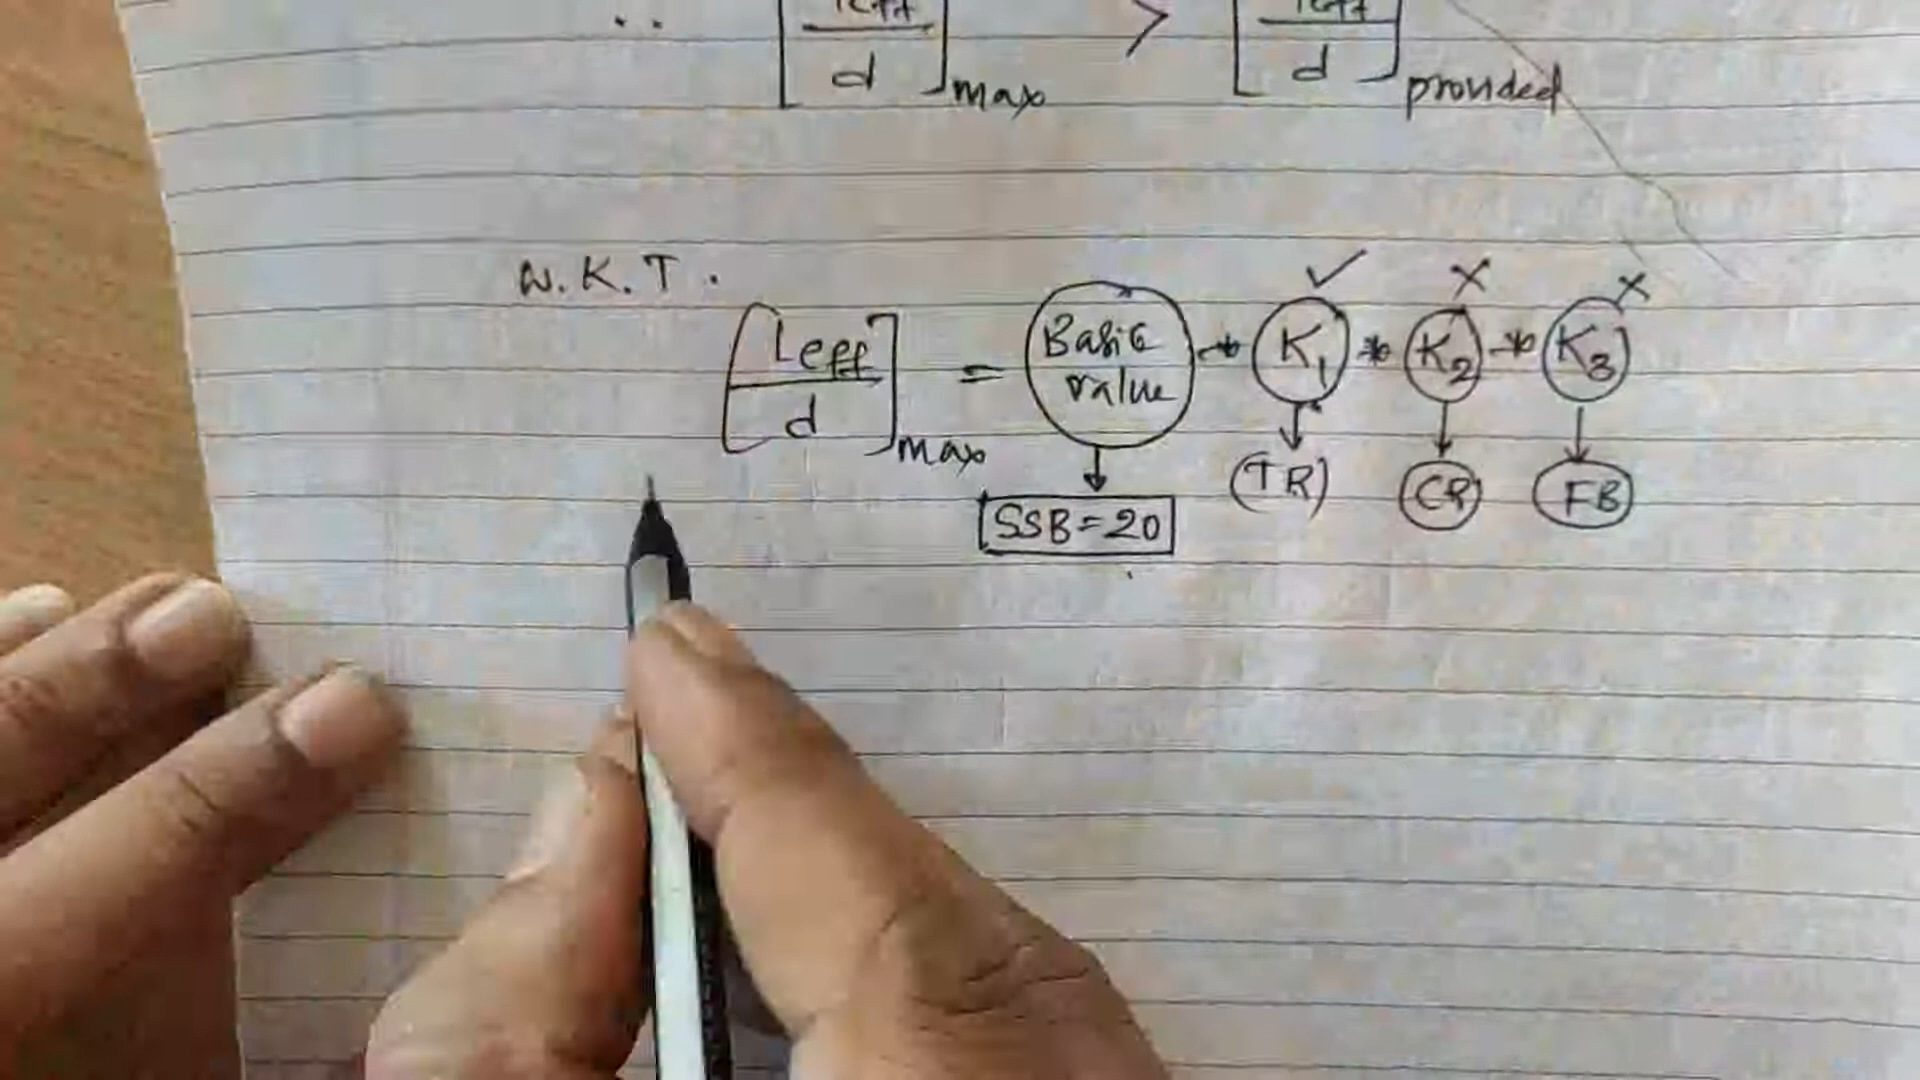 ∴ [leff/d]max > [leff/d]provided
W.K.T.
[Leff/d]max = Basic value * K1 * K2 * K3
✓ × ×
↓ ↓ ↓ ↓
SSB=20 (TR) CR FB